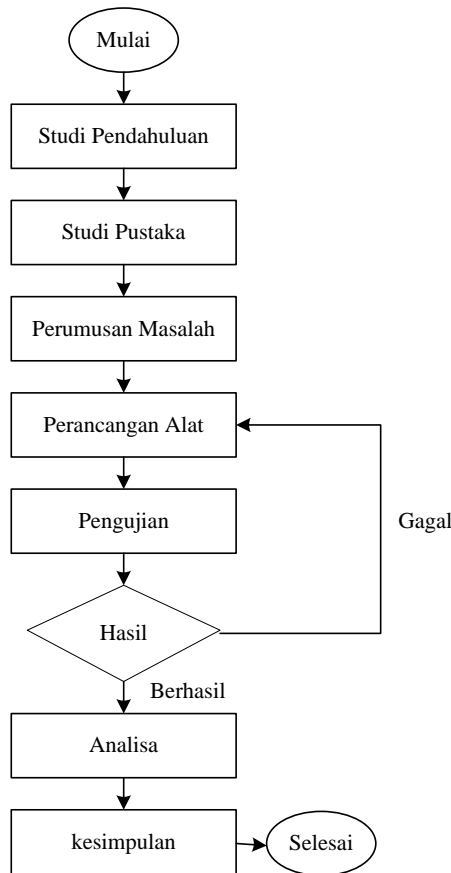 Mulai
Studi Pendahuluan
Studi Pustaka
Perumusan Masalah
Perancangan Alat
Pengujian
Gagal
Hasil
Berhasil
Analisa
kesimpulan
Selesai